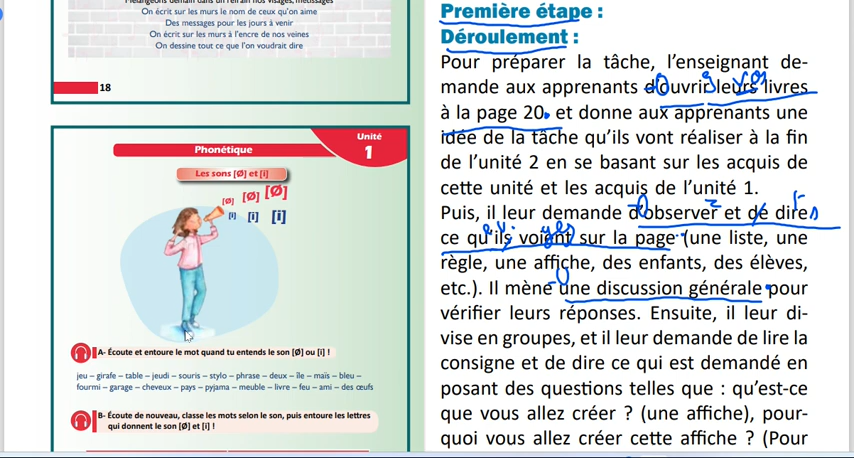 Mélangeons demain dans un refrain nos visages, métissages
On écrit sur les murs le nom de ceux qu'on aime
Des messages pour les jours à venir
On écrit sur les murs à l'encre de nos veines
On dessine tout ce que l'on voudrait dire
18
Unité
1
Phonétique
Les sons [Ø] et [i]
[Ø] [Ø] [Ø]
[i] [i] [i]
A- Écoute et entoure le mot quand tu entends le son [Ø] ou [i] !
jeu – girafe – table – jeudi – souris – stylo – phrase – deux – île – maïs – bleu –
fourmi – garage – cheveux – pays – pyjama – meuble – livre – feu – ami – des œufs
B- Écoute de nouveau, classe les mots selon le son, puis entoure les lettres
qui donnent le son [Ø] et [i] !
Première étape :
Déroulement :
Pour préparer la tâche, l'enseignant de-
mande aux apprenants d'ouvrir leurs livres
à la page 20. et donne aux apprenants une
idée de la tâche qu'ils vont réaliser à la fin
de l'unité 2 en se basant sur les acquis de
cette unité et les acquis de l'unité 1.
Puis, il leur demande d'observer et de dire
ce qu'ils voient sur la page (une liste, une
règle, une affiche, des enfants, des élèves,
etc.). Il mène une discussion générale pour
vérifier leurs réponses. Ensuite, il leur di-
vise en groupes, et il leur demande de lire la
consigne et de dire ce qui est demandé en
posant des questions telles que : qu'est-ce
que vous allez créer ? (une affiche), pour-
quoi vous allez créer cette affiche ? (Pour